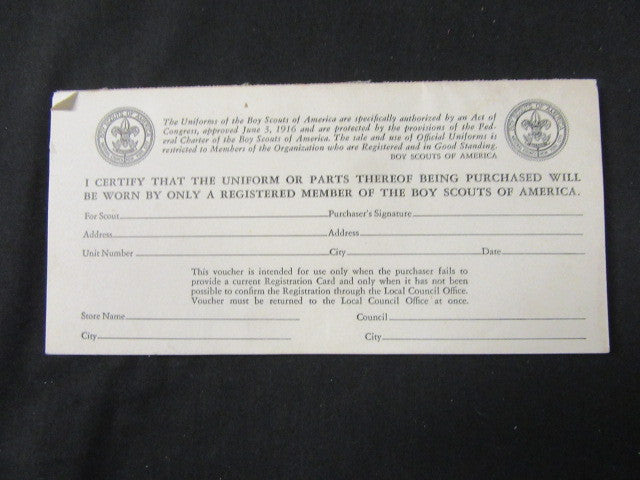 The Uniforms of the Boy Scouts of America are specifically authorized by an Act of
Congress, approved June 3, 1916 and are protected by the provisions of the Fed-
eral Charter of the Boy Scouts of America. The sale and use of Official Uniforms is
restricted to Members of the Organization who are Registered and in Good Standing.
BOY SCOUTS OF AMERICA
I CERTIFY THAT THE UNIFORM OR PARTS THEREOF BEING PURCHASED WILL
BE WORN BY ONLY A REGISTERED MEMBER OF THE BOY SCOUTS OF AMERICA.
For Scout Purchaser's Signature
Address Address
Unit Number City Date
This voucher is intended for use only when the purchaser fails to
provide a current Registration Card and only when it has not been
possible to confirm the Registration through the Local Council Office.
Voucher must be returned to the Local Council Office at once.
Store Name Council
City City